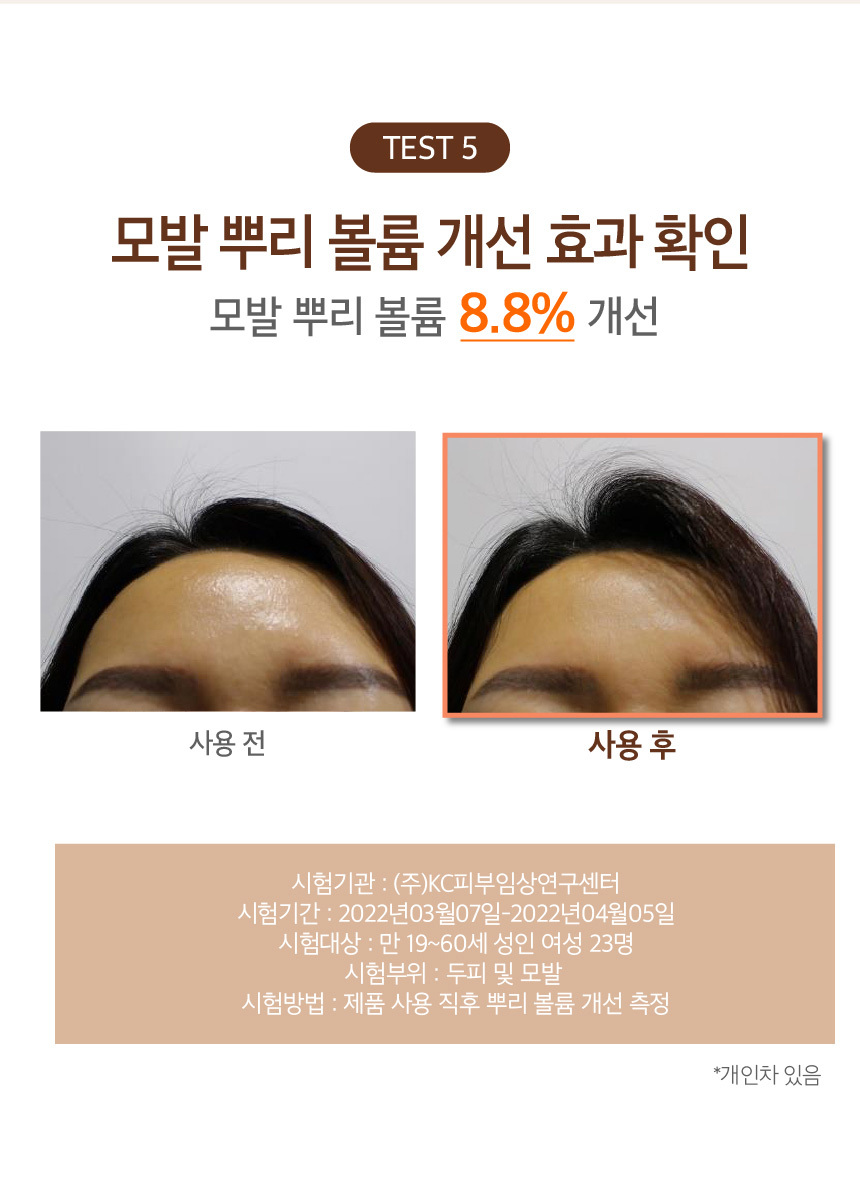 TEST 5
모발 뿌리 볼륨 개선 효과 확인
모발 뿌리 볼륨 8.8% 개선
사용 전
사용 후
시험기관 : (주)KC피부임상연구센터
시험기간 : 2022년03월07일-2022년04월05일
시험대상 : 만 19~60세 성인 여성 23명
시험부위 : 두피 및 모발
시험방법 : 제품 사용 직후 뿌리 볼륨 개선 측정
*개인차 있음